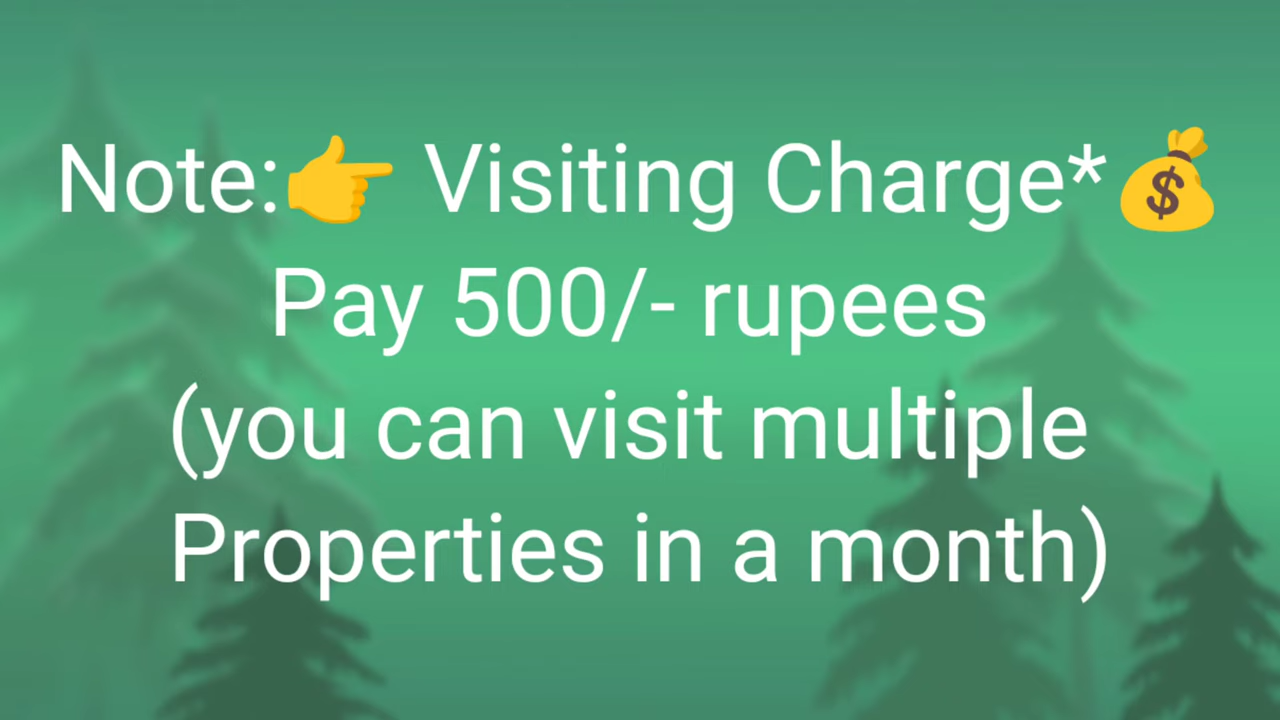 Note:👉 Visiting Charge*💰
Pay 500/- rupees
(you can visit multiple
Properties in a month)